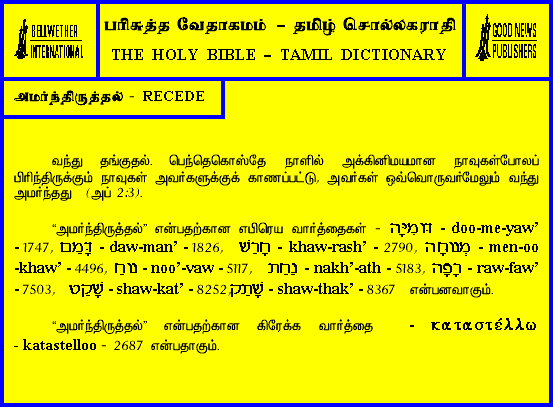 BELLWETHER
INTERNATIONAL
பரிசுத்த வேதாகமம் – தமிழ் சொல்லகராதி
THE HOLY BIBLE – TAMIL DICTIONARY
GOOD NEWS
PUBLISHERS
அமர்ந்திருத்தல் - RECEDE
வந்து தங்குதல். பெந்தெகொஸ்தே நாளில் அக்கினிமயமான நாவுகள்போலப்
பிரிந்திருக்கும் நாவுகள் அவர்களுக்குக் காணப்பட்டு, அவர்கள் ஒவ்வொருவர்மேலும் வந்து
அமர்ந்தது (அப் 2:3).
“அமர்ந்திருத்தல்” என்பதற்கான எபிரெய வார்த்தைகள் - דּוּמִיָּה - doo-me-yaw’
- 1747, דָּמַם - daw-man’ - 1826, חָרַשׁ - khaw-rash’ - 2790, מְנוּחָה - men-oo
-khaw’ - 4496, נוּחַ - noo’-vaw - 5117, נַחַת - nakh’-ath - 5183, רָפָה - raw-faw’
- 7503, שָׁקַט - shaw-kat’ - 8252 שָׁתַק - shaw-thak’ - 8367 என்பனவாகும்.
“அமர்ந்திருத்தல்” என்பதற்கான கிரேக்க வார்த்தை - καταστέλλω
- katastelloo - 2687 என்பதாகும்.